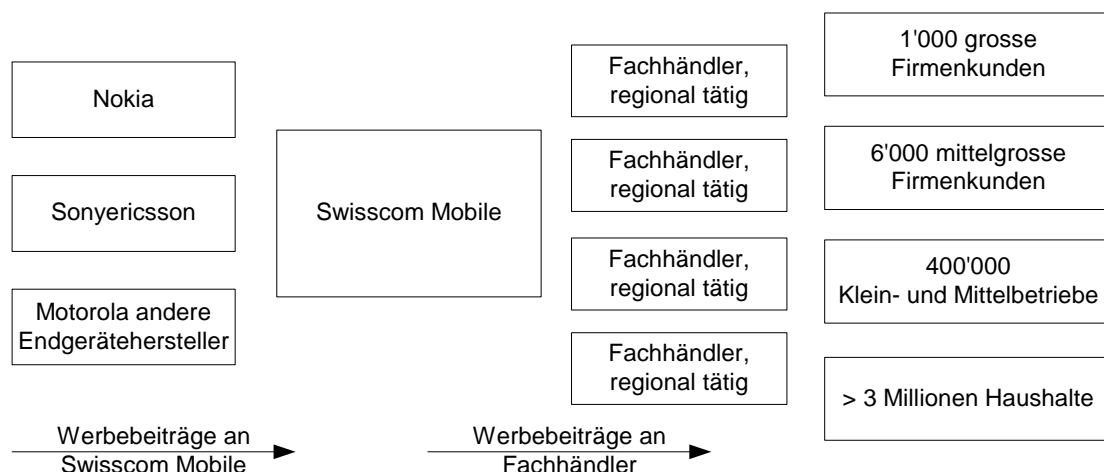 Nokia
Sonyericsson
Motorola andere
Endgerätehersteller
Swisscom Mobile
Fachhändler,
regional tätig
Fachhändler,
regional tätig
Fachhändler,
regional tätig
Fachhändler,
regional tätig
1'000 grosse
Firmenkunden
6'000 mittelgrosse
Firmenkunden
400'000
Klein- und Mittelbetriebe
> 3 Millionen Haushalte
Werbebeiträge an
Swisscom Mobile
Werbebeiträge an
Fachhändler